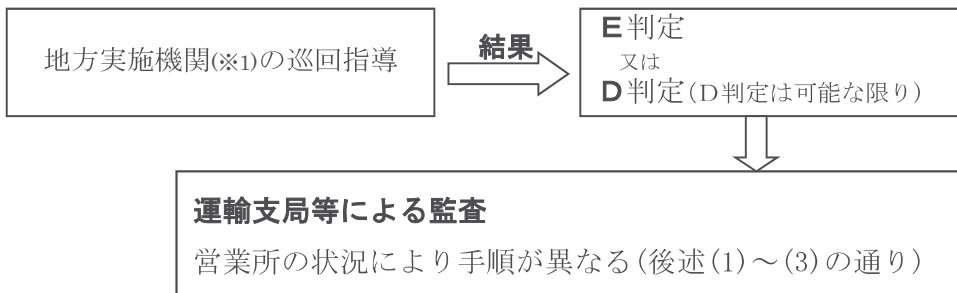 地方実施機関(※1)の巡回指導
結果
E判定
又は
D判定(D判定は可能な限り)
運輸支局等による監査
営業所の状況により手順が異なる(後述(1)～(3)の通り)